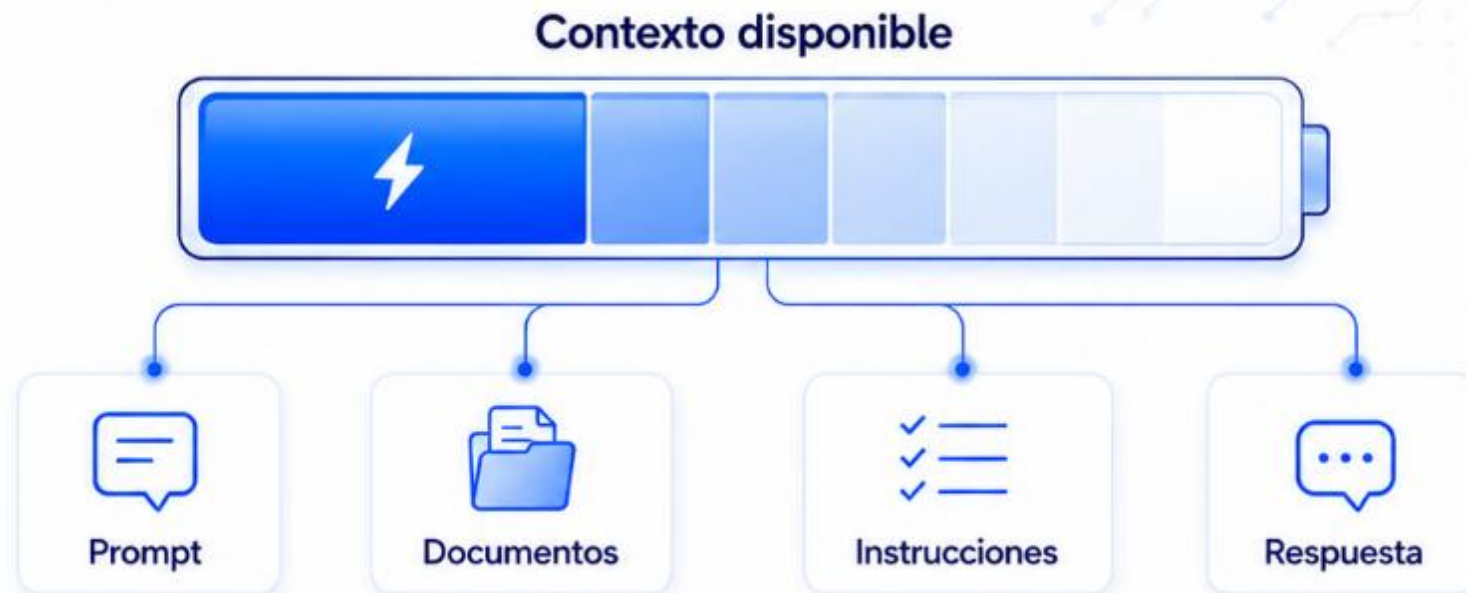 Contexto disponible
Prompt
Documentos
Instrucciones
Respuesta